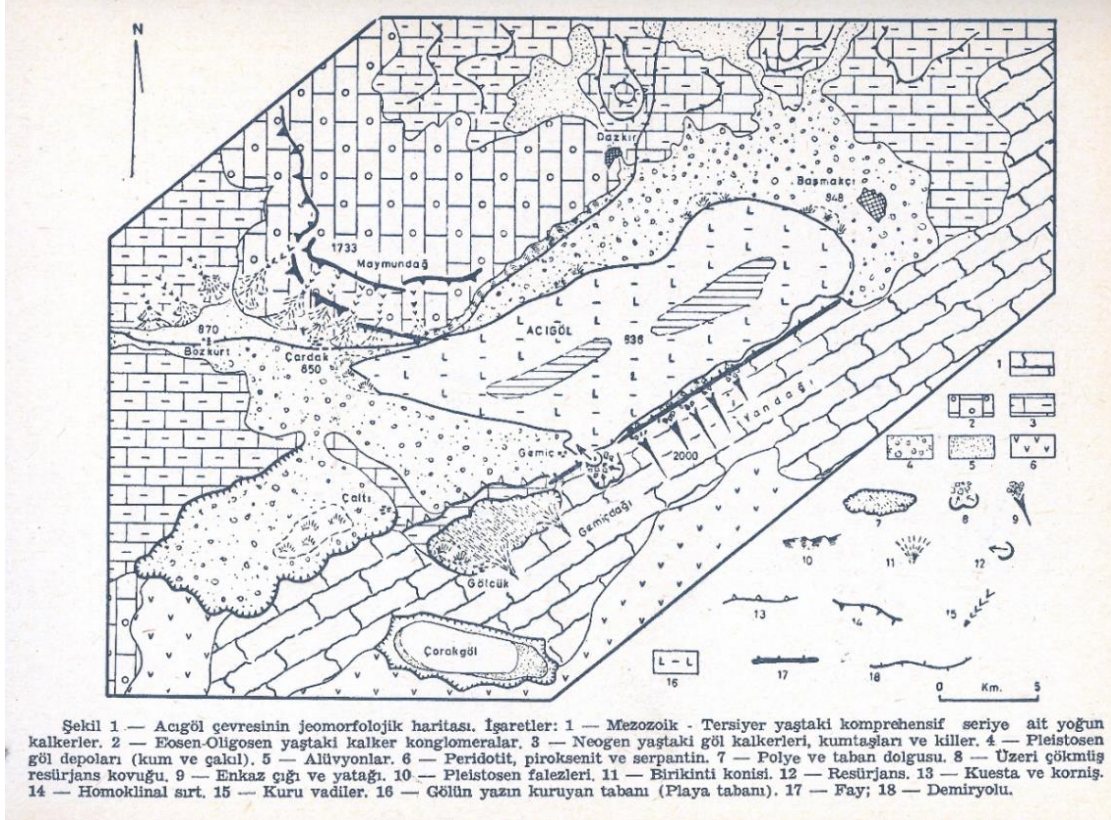 N
Dazkırı
Başmakçı
848
1733
Maymundağ
ACIGÖL
836
870
Bozkurt
Çardak
850
Yandağı
2000
Gemiç
Gemiçdağı
Çaltı
Gölcük
Çorakgöl
1
2
3
4
5
6
7
8
9
10
11
12
13
14
15
16
17
18
0 Km. 5
Şekil 1 — Acıgöl çevresinin jeomorfolojik haritası. İşaretler: 1 — Mezozoik - Tersiyer yaştaki komprehensif seriye ait yoğun
kalkerler. 2 — Eosen-Oligosen yaştaki kalker konglomeralar. 3 — Neogen yaştaki göl kalkerleri, kumtaşları ve killer. 4 — Pleistosen
göl depoları (kum ve çakıl). 5 — Alüvyonlar. 6 — Peridotit, piroksenit ve serpantin. 7 — Polye ve taban dolgusu. 8 — Üzeri çökmüş
resürjans kovuğu. 9 — Enkaz çığı ve yatağı. 10 — Pleistosen falezleri. 11 — Birikinti konisi. 12 — Resürjans. 13 — Kuesta ve korniş.
14 — Homoklinal sırt. 15 — Kuru vadiler. 16 — Gölün yazın kuruyan tabanı (Playa tabanı). 17 — Fay; 18 — Demiryolu.